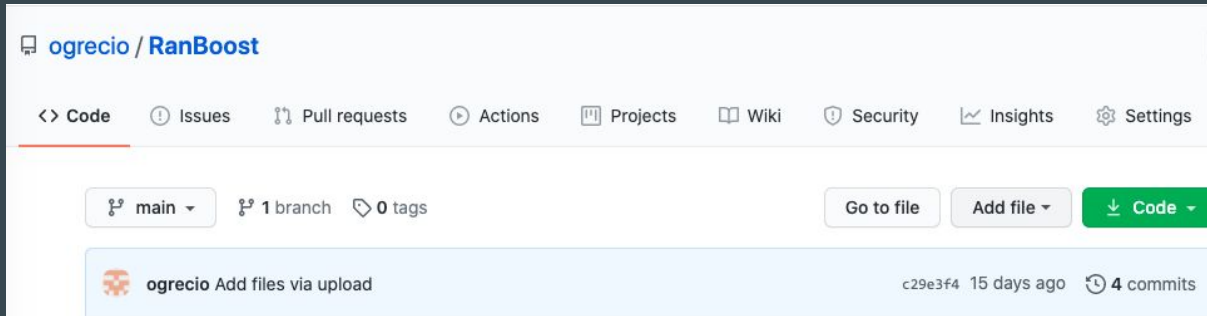 ogrecio / RanBoost
<> Code Issues Pull requests Actions Projects Wiki Security Insights Settings
main 1 branch 0 tags Go to file Add file Code
ogrecio Add files via upload c29e3f4 15 days ago 4 commits